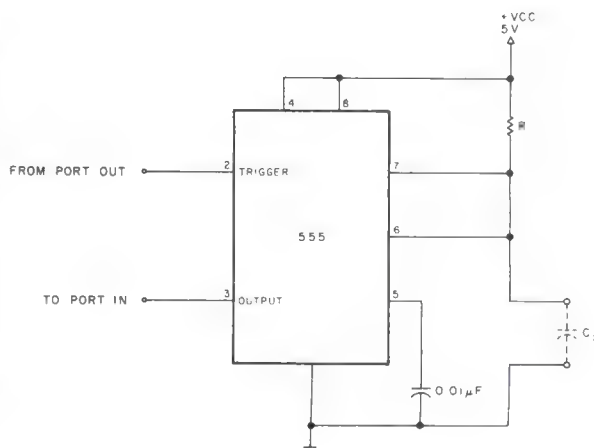 +VCC
5V
4
8
R
FROM PORT OUT
2
TRIGGER
7
555
6
TO PORT IN
3
OUTPUT
5
0.01µF
C